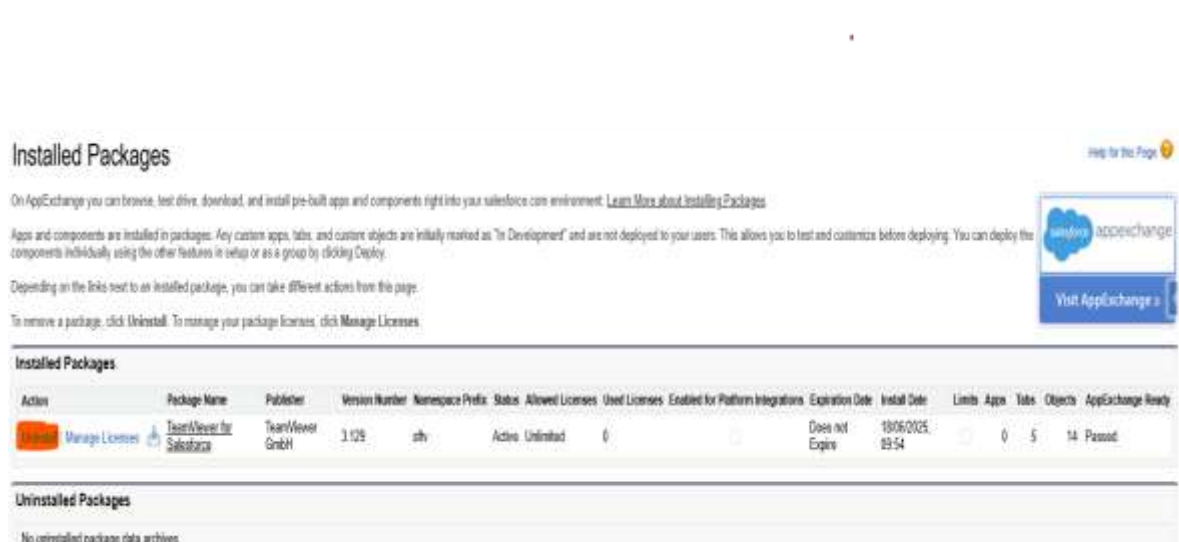 Installed Packages
Help for this Page
On AppExchange you can browse, test drive, download, and install pre-built apps and components right into your salesforce.com environment. Learn More about Installing Packages.
Apps and components are installed in packages. Any custom apps, tabs, and custom objects are initially marked as "In Development" and are not deployed to your users. This allows you to test and customize before deploying. You can deploy the
components individually using the other features in setup or as a group by clicking Deploy.
salesforce appexchange
Depending on the links next to an installed package, you can take different actions from this page.
Visit AppExchange »
To remove a package, click Uninstall. To manage your package licenses, click Manage Licenses.
Installed Packages
Action Package Name Publisher Version Number Namespace Prefix Status Allowed Licenses Used Licenses Enabled for Platform Integrations Expiration Date Install Date Limits Apps Tabs Objects AppExchange Ready
Uninstall Manage Licenses TeamViewer for Salesforce TeamViewer GmbH 3.129 Active Unlimited 0 Does not Expire 18/06/2025, 09:54 0 5 14 Passed
Uninstalled Packages
No uninstalled package data archives